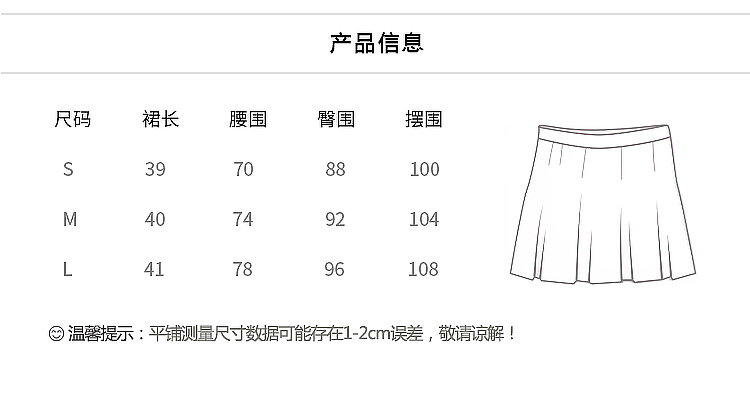 产品信息
尺码 裙长 腰围 臀围 摆围
S 39 70 88 100
M 40 74 92 104
L 41 78 96 108
😊 温馨提示：平铺测量尺寸数据可能存在1-2cm误差，敬请谅解！